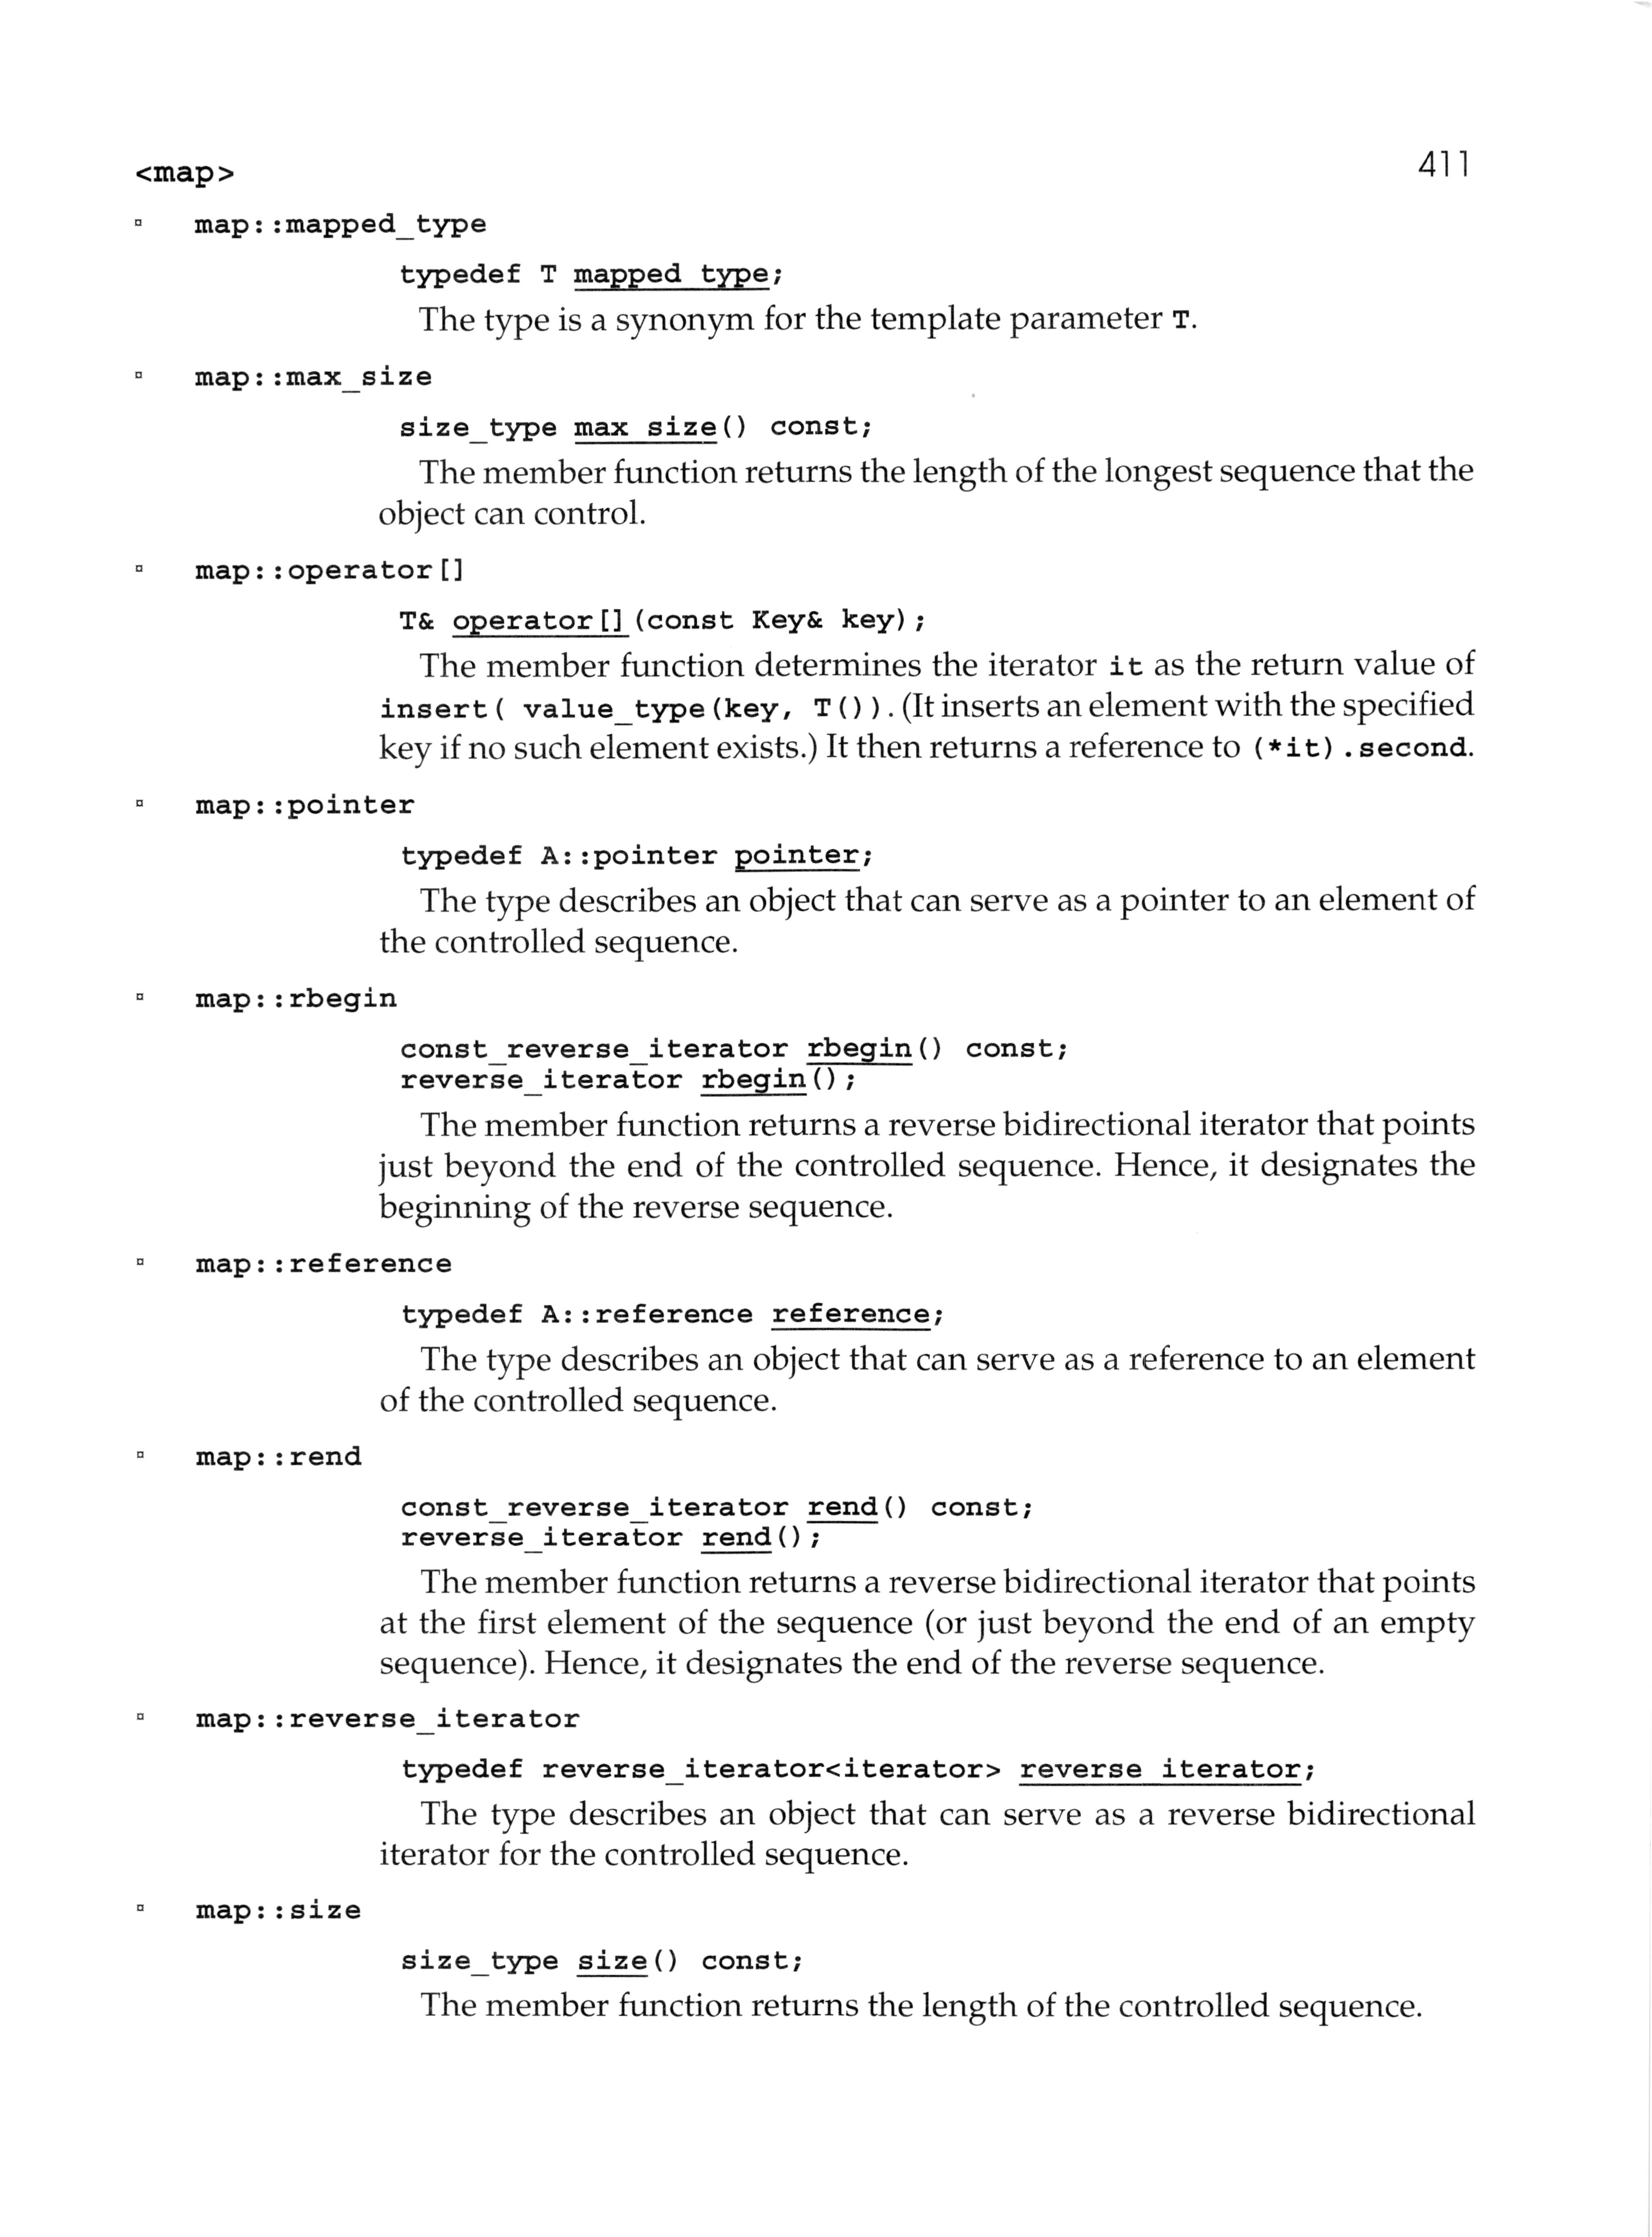 <map>
411
▫ map::mapped_type
typedef T mapped_type;
The type is a synonym for the template parameter T.
▫ map::max_size
size_type max_size() const;
The member function returns the length of the longest sequence that the
object can control.
▫ map::operator[]
T& operator[](const Key& key);
The member function determines the iterator it as the return value of
insert( value_type(key, T()). (It inserts an element with the specified
key if no such element exists.) It then returns a reference to (*it).second.
▫ map::pointer
typedef A::pointer pointer;
The type describes an object that can serve as a pointer to an element of
the controlled sequence.
▫ map::rbegin
const_reverse_iterator rbegin() const;
reverse_iterator rbegin();
The member function returns a reverse bidirectional iterator that points
just beyond the end of the controlled sequence. Hence, it designates the
beginning of the reverse sequence.
▫ map::reference
typedef A::reference reference;
The type describes an object that can serve as a reference to an element
of the controlled sequence.
▫ map::rend
const_reverse_iterator rend() const;
reverse_iterator rend();
The member function returns a reverse bidirectional iterator that points
at the first element of the sequence (or just beyond the end of an empty
sequence). Hence, it designates the end of the reverse sequence.
▫ map::reverse_iterator
typedef reverse_iterator<iterator> reverse_iterator;
The type describes an object that can serve as a reverse bidirectional
iterator for the controlled sequence.
▫ map::size
size_type size() const;
The member function returns the length of the controlled sequence.